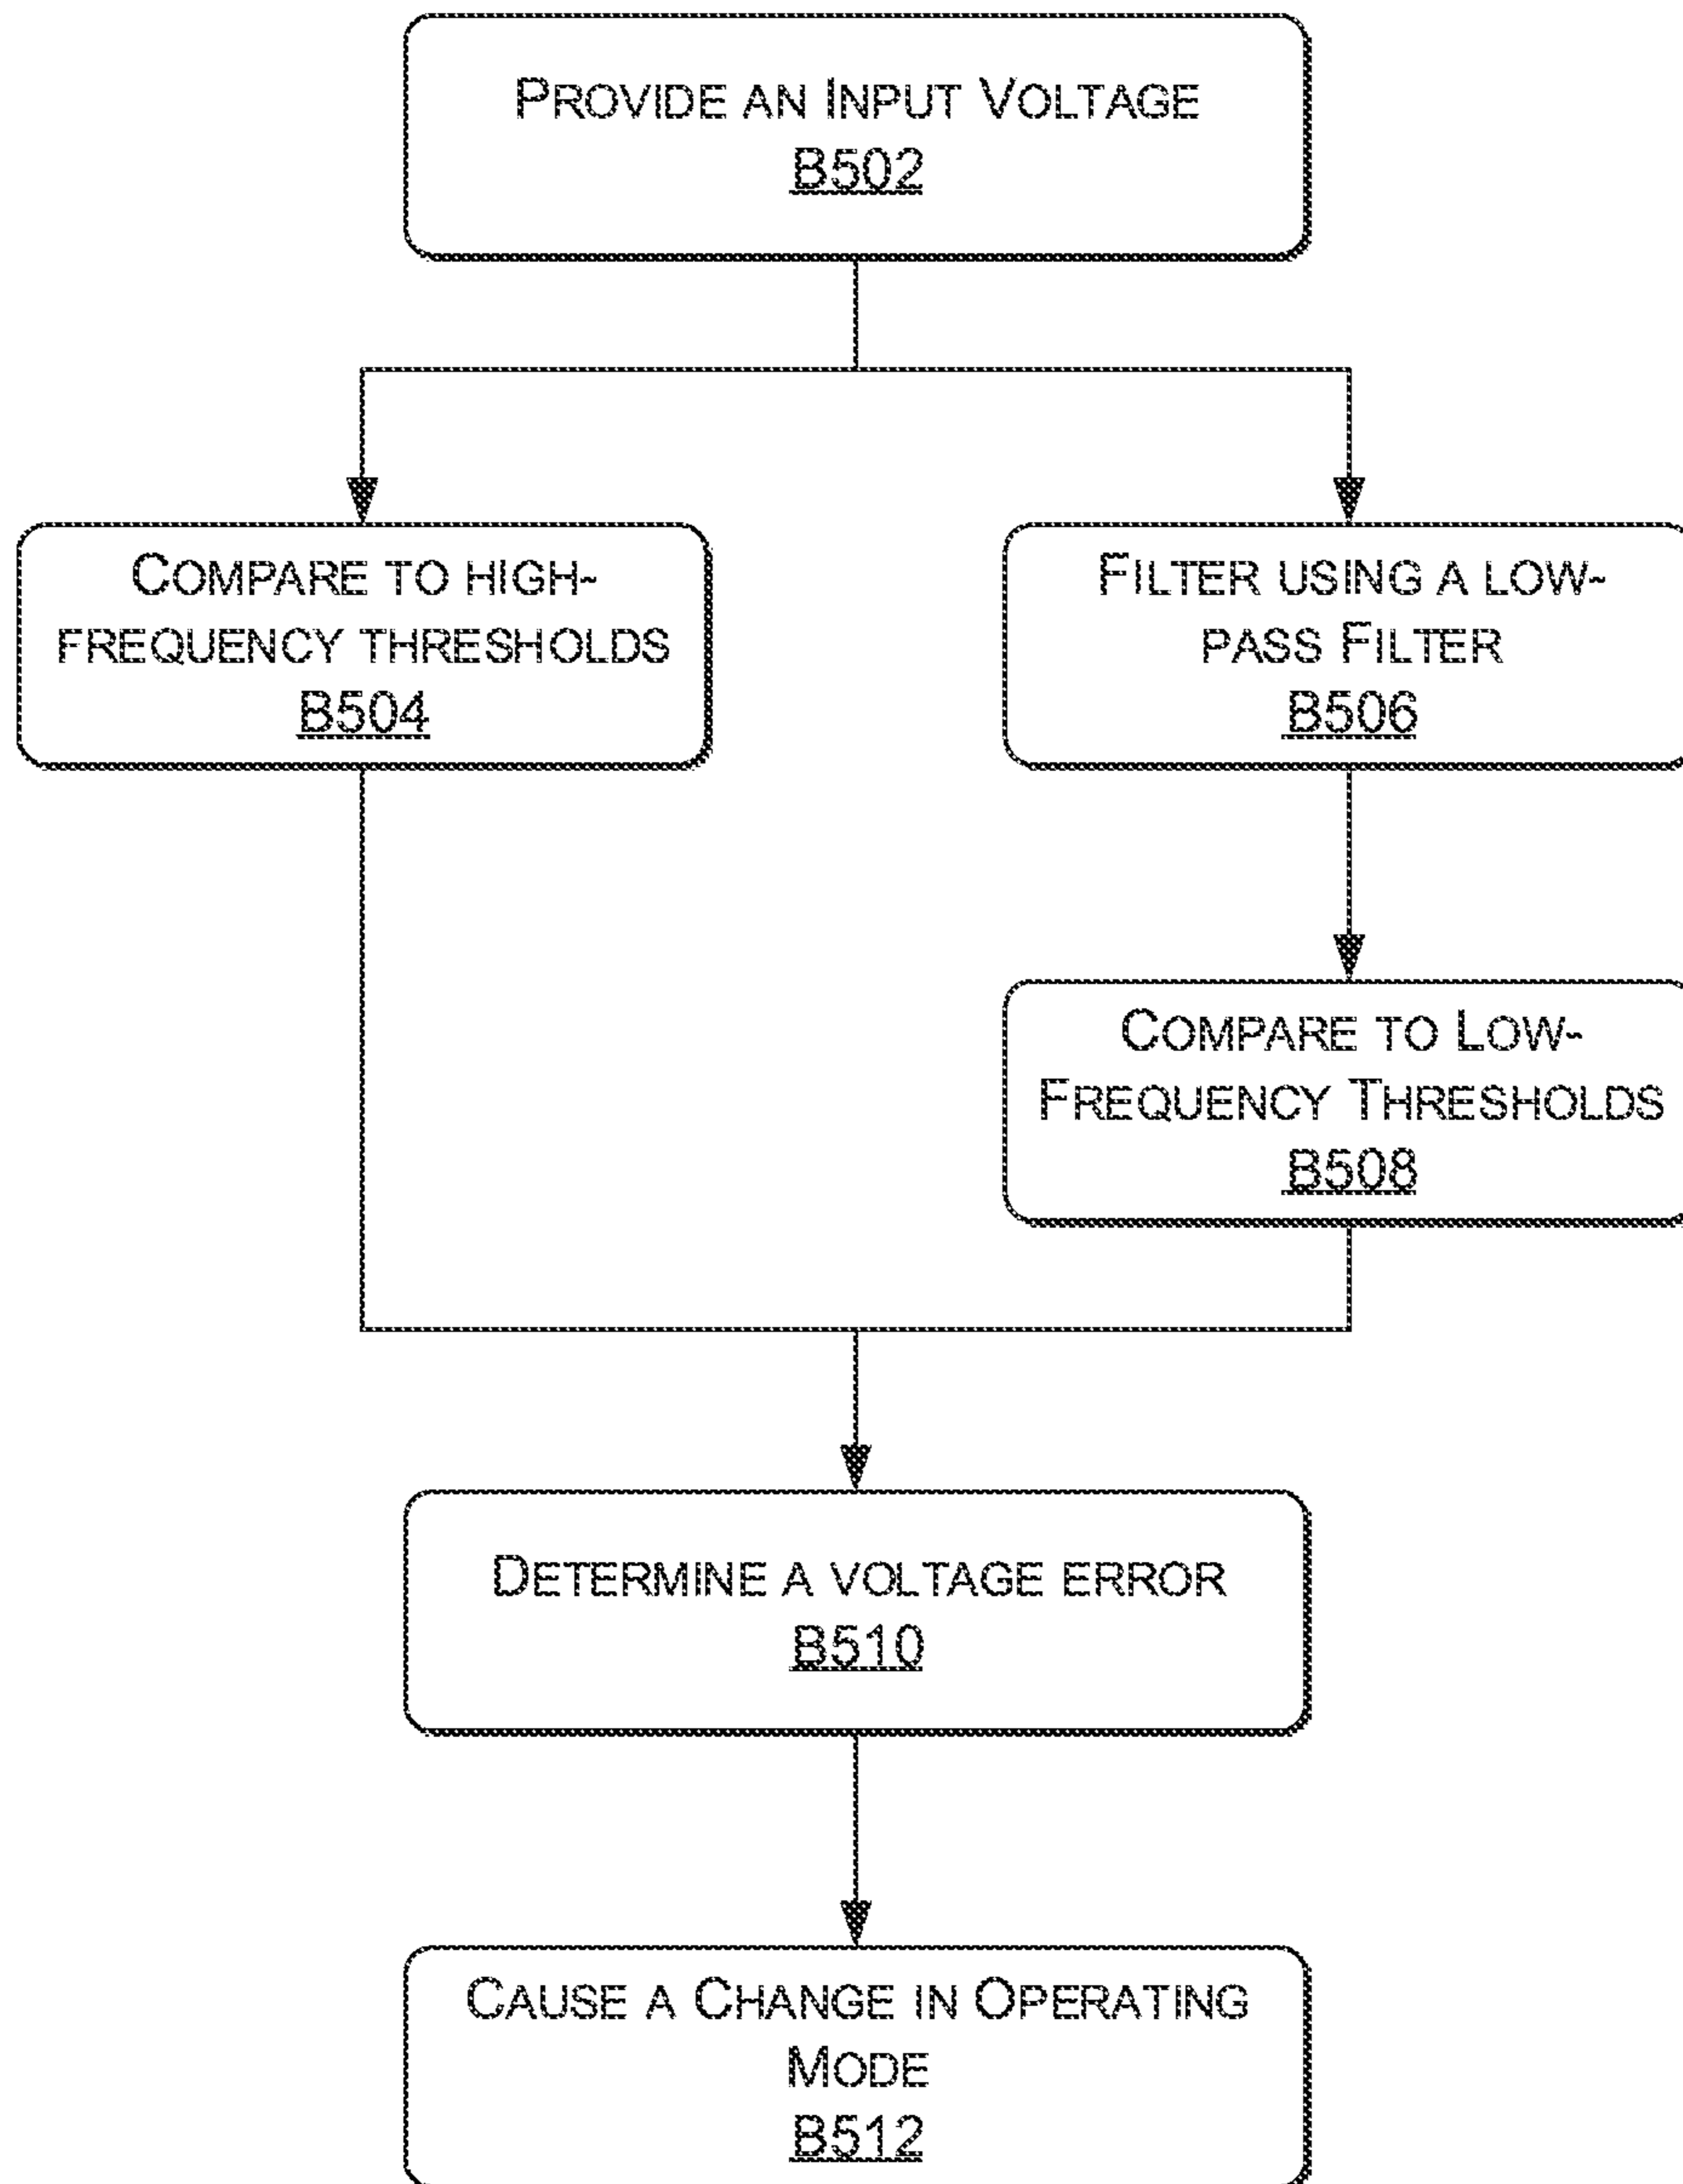 PROVIDE AN INPUT VOLTAGE
B502
COMPARE TO HIGH-
FREQUENCY THRESHOLDS
B504
FILTER USING A LOW-
PASS FILTER
B506
COMPARE TO LOW-
FREQUENCY THRESHOLDS
B508
DETERMINE A VOLTAGE ERROR
B510
CAUSE A CHANGE IN OPERATING
MODE
B512